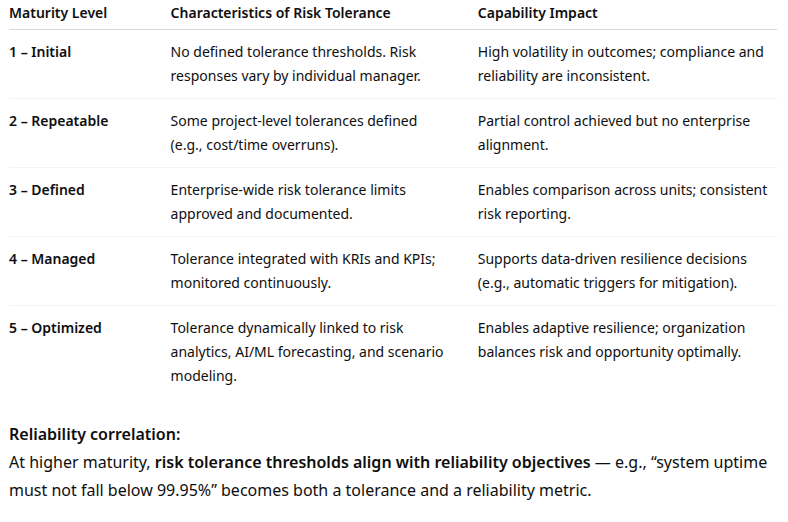 Maturity Level Characteristics of Risk Tolerance Capability Impact
1 – Initial No defined tolerance thresholds. Risk High volatility in outcomes; compliance and
responses vary by individual manager. reliability are inconsistent.
2 – Repeatable Some project-level tolerances defined Partial control achieved but no enterprise
(e.g., cost/time overruns). alignment.
3 – Defined Enterprise-wide risk tolerance limits Enables comparison across units; consistent
approved and documented. risk reporting.
4 – Managed Tolerance integrated with KRIs and KPIs; Supports data-driven resilience decisions
monitored continuously. (e.g., automatic triggers for mitigation).
5 – Optimized Tolerance dynamically linked to risk Enables adaptive resilience; organization
analytics, AI/ML forecasting, and scenario balances risk and opportunity optimally.
modeling.
Reliability correlation:
At higher maturity, risk tolerance thresholds align with reliability objectives — e.g., “system uptime
must not fall below 99.95%” becomes both a tolerance and a reliability metric.